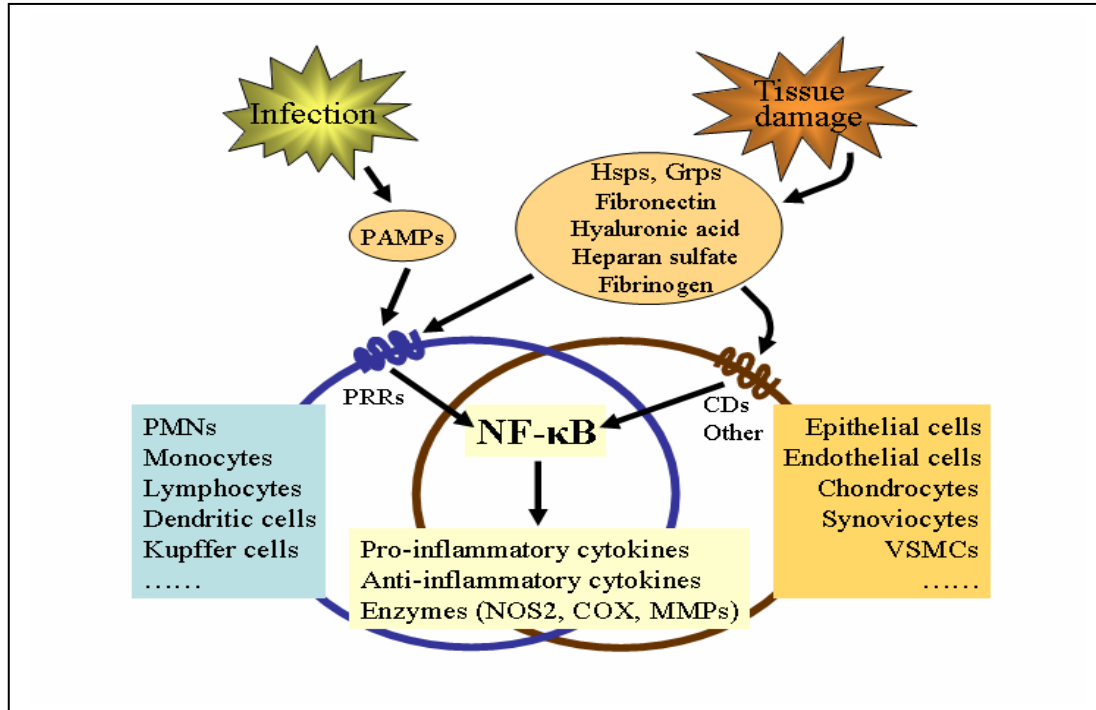 Infection
Tissue
damage
Hsps, Grps
Fibronectin
Hyaluronic acid
Heparan sulfate
Fibrinogen
PAMPs
PRRs
CDs
Other
NF-κB
PMNs
Monocytes
Lymphocytes
Dendritic cells
Kupffer cells
……
Epithelial cells
Endothelial cells
Chondrocytes
Synoviocytes
VSMCs
……
Pro-inflammatory cytokines
Anti-inflammatory cytokines
Enzymes (NOS2, COX, MMPs)